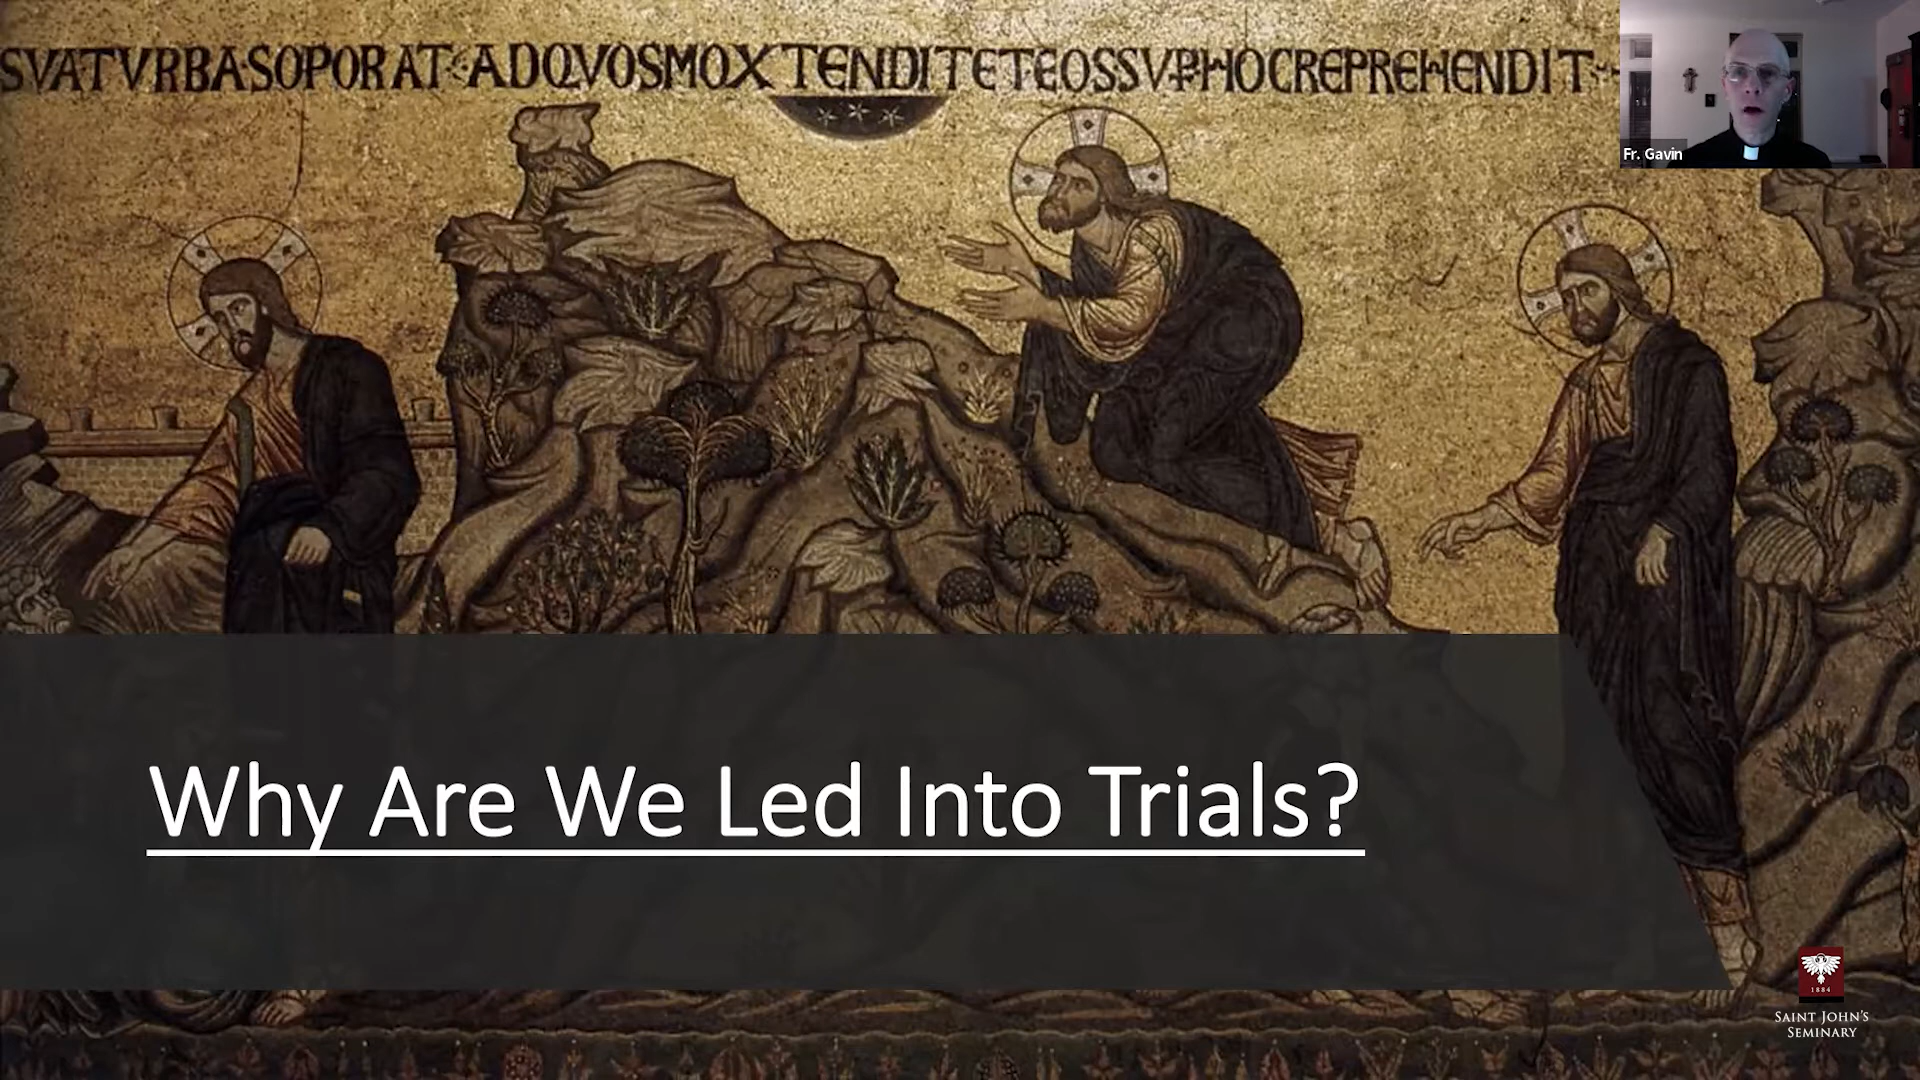 SVATVRBASOPORAT:ADQVOSMOXTENDITETEOSSVPHOCREPREHENDIT
Fr. Gavin
Why Are We Led Into Trials?
1884
SAINT JOHN'S
SEMINARY